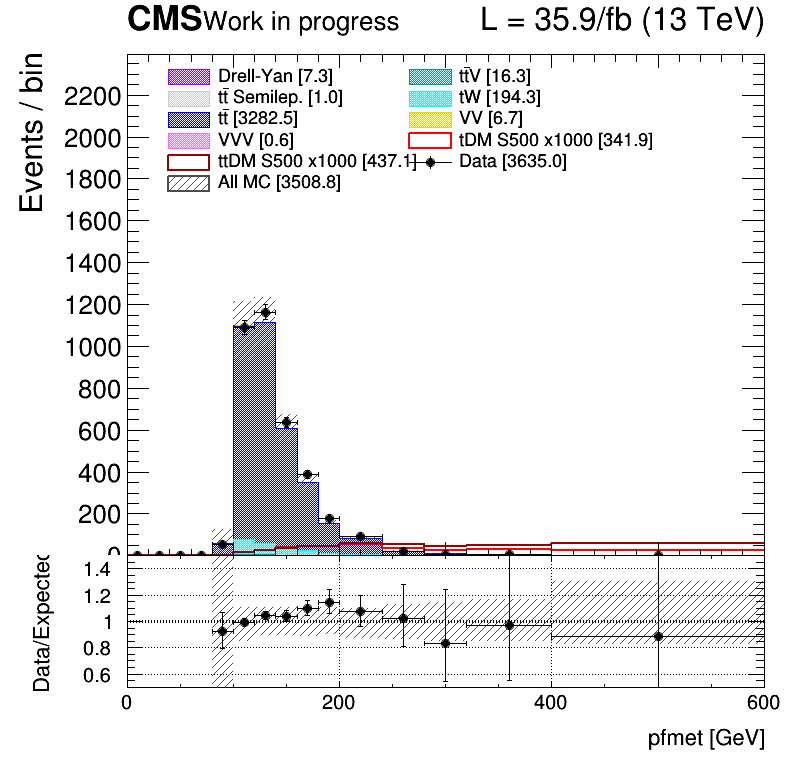 CMS Work in progress L = 35.9/fb (13 TeV)
Drell-Yan [7.3] tt̄V [16.3]
tt̄ Semilep. [1.0] tW [194.3]
tt̄ [3282.5] VV [6.7]
VVV [0.6] tDM S500 x1000 [341.9]
ttDM S500 x1000 [437.1] Data [3635.0]
All MC [3508.8]
Events / bin
2200
2000
1800
1600
1400
1200
1000
800
600
400
200
0
Data/Expected
1.4
1.2
1
0.8
0.6
0 200 400 600
pfmet [GeV]